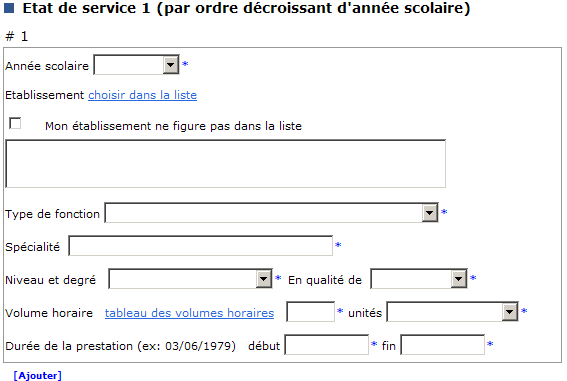 Etat de service 1 (par ordre décroissant d'année scolaire)
# 1
Année scolaire *
Etablissement choisir dans la liste
Mon établissement ne figure pas dans la liste
Type de fonction *
Spécialité *
Niveau et degré * En qualité de *
Volume horaire tableau des volumes horaires * unités *
Durée de la prestation (ex: 03/06/1979) début * fin *
[Ajouter]